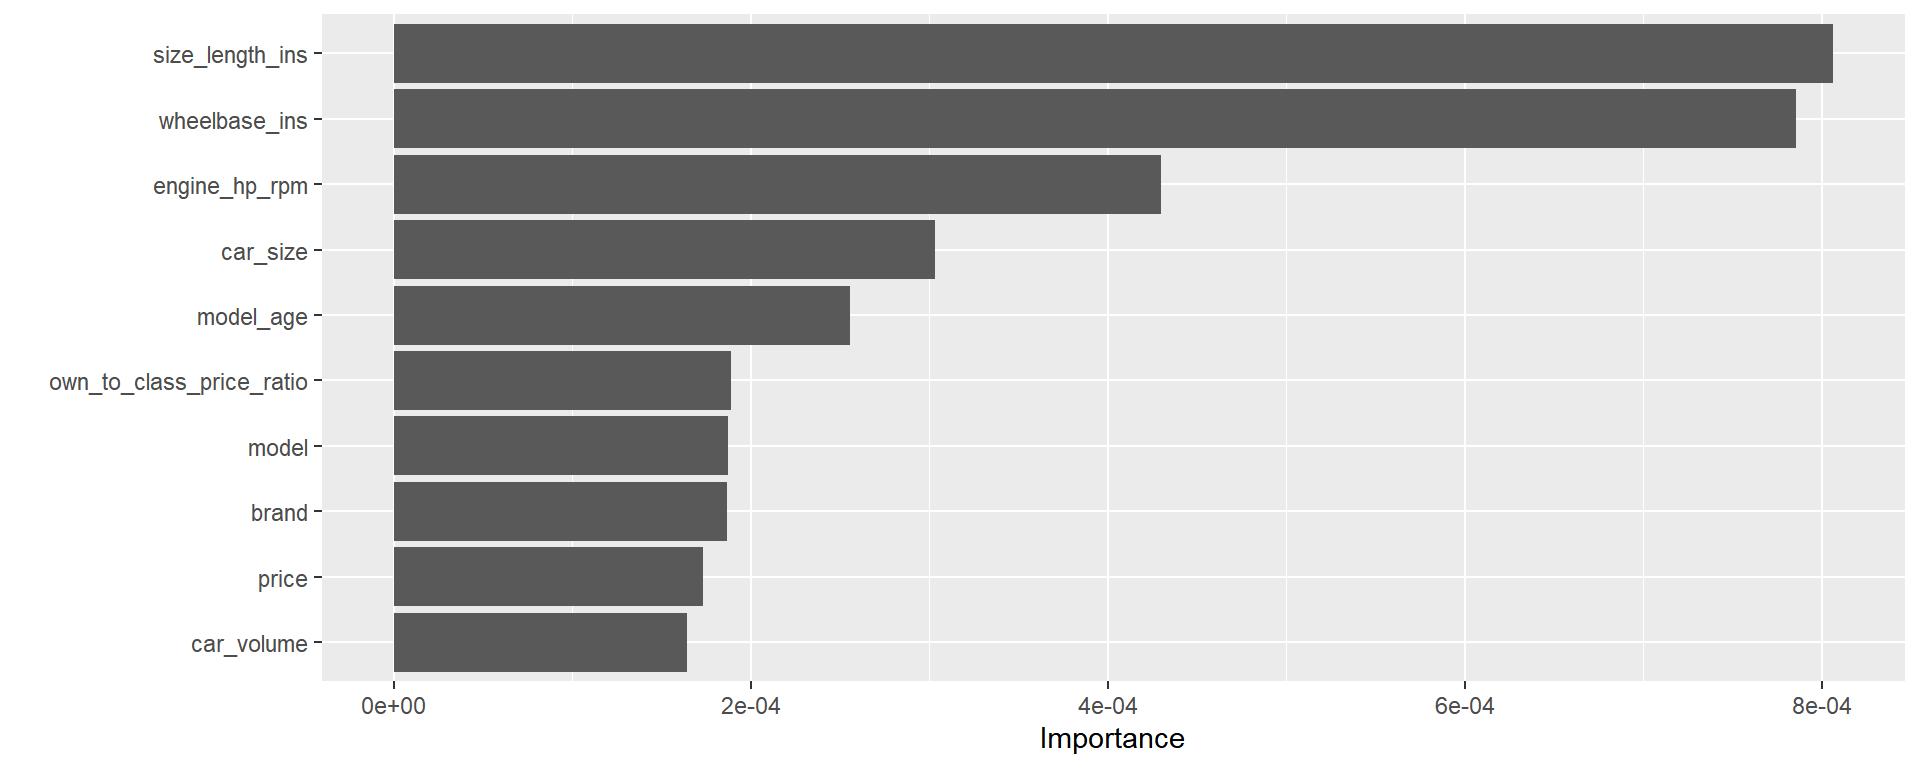 size_length_ins
wheelbase_ins
engine_hp_rpm
car_size
model_age
own_to_class_price_ratio
model
brand
price
car_volume
0e+00 2e-04 4e-04 6e-04 8e-04
Importance